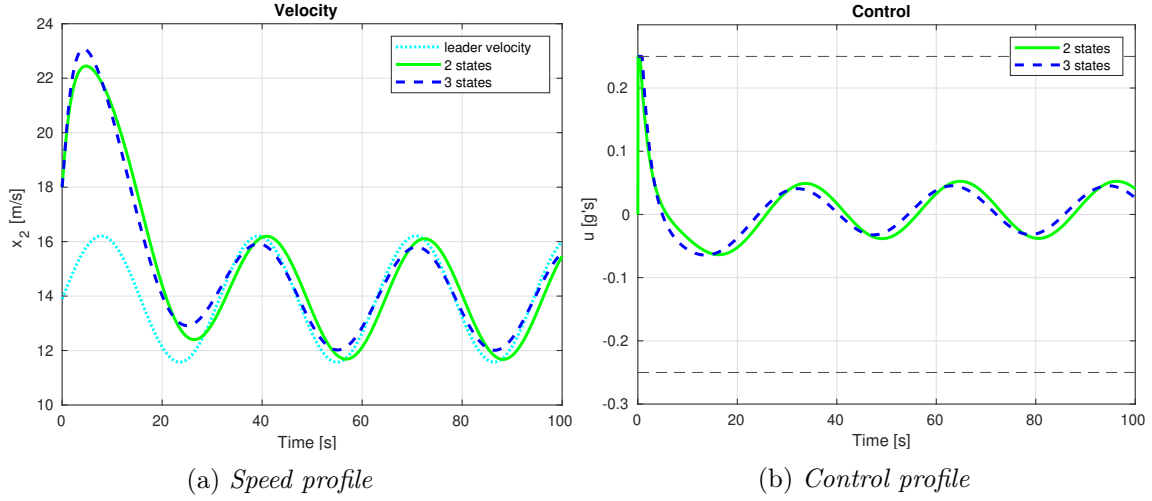 Velocity
24
22
20
18
16
14
12
10
x2 [m/s]
leader velocity
2 states
3 states
0
20
40
60
80
100
Time [s]
(a) Speed profile
Control
0.2
0.1
0
-0.1
-0.2
-0.3
u [g's]
2 states
3 states
0
20
40
60
80
100
Time [s]
(b) Control profile